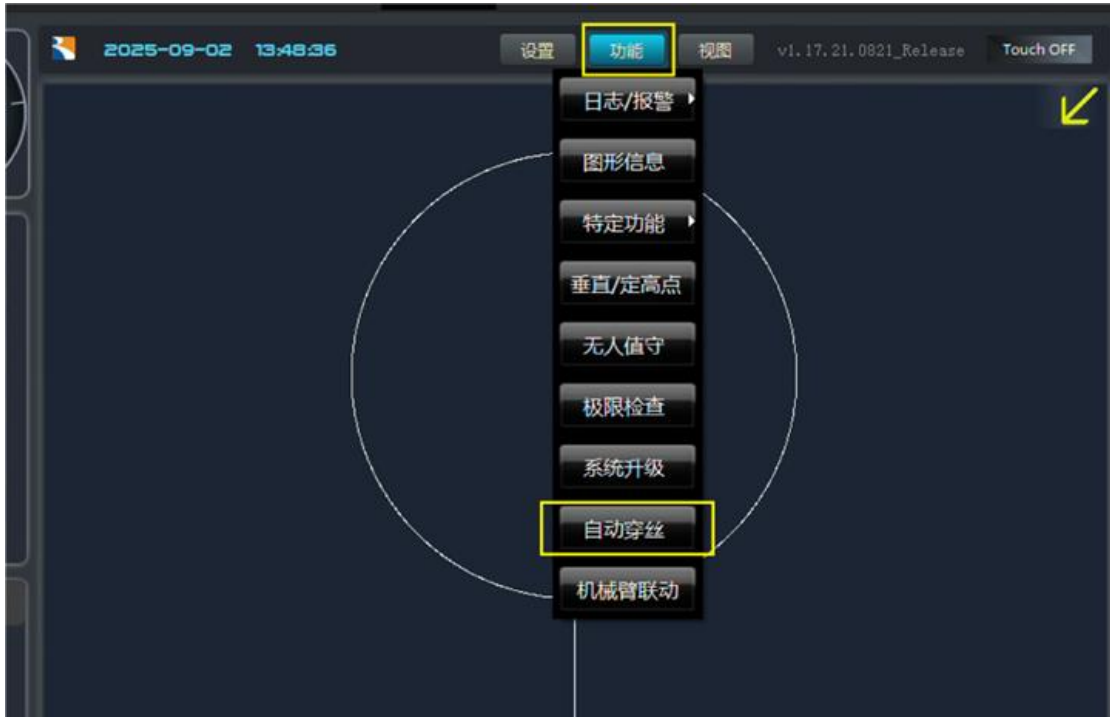 2025-09-02 13:48:36 设置 功能 视图 v1.17.21.0821_Release Touch OFF
日志/报警
图形信息
特定功能
垂直/定高点
无人值守
极限检查
系统升级
自动穿丝
机械臂联动